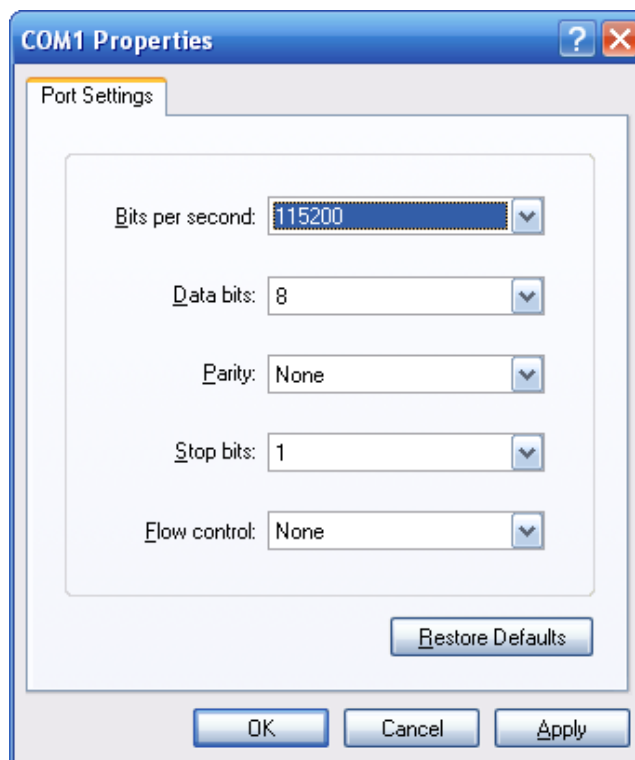 COM1 Properties
Port Settings
Bits per second: 115200
Data bits: 8
Parity: None
Stop bits: 1
Flow control: None
Restore Defaults
OK Cancel Apply